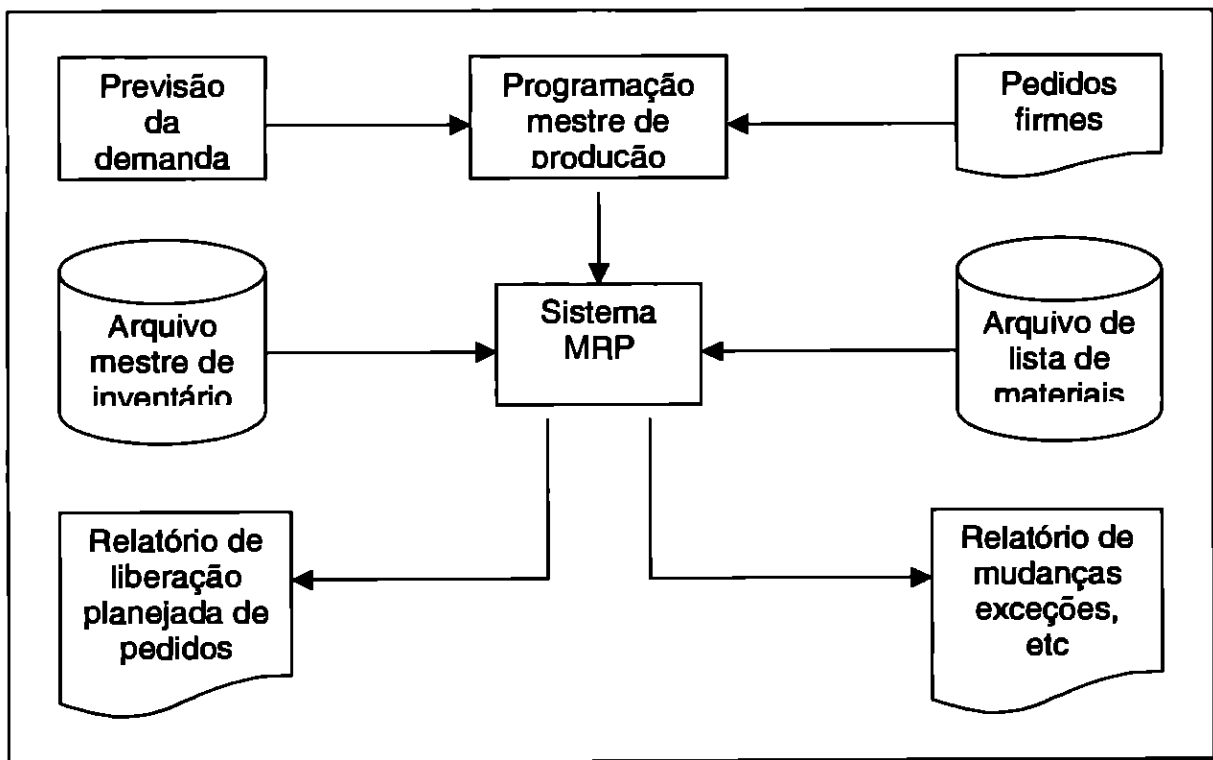 Previsão
da
demanda
Programação
mestre de
produção
Pedidos
firmes
Arquivo
mestre de
inventário
Sistema
MRP
Arquivo de
lista de
materiais
Relatório de
liberação
planejada de
pedidos
Relatório de
mudanças
exceções,
etc